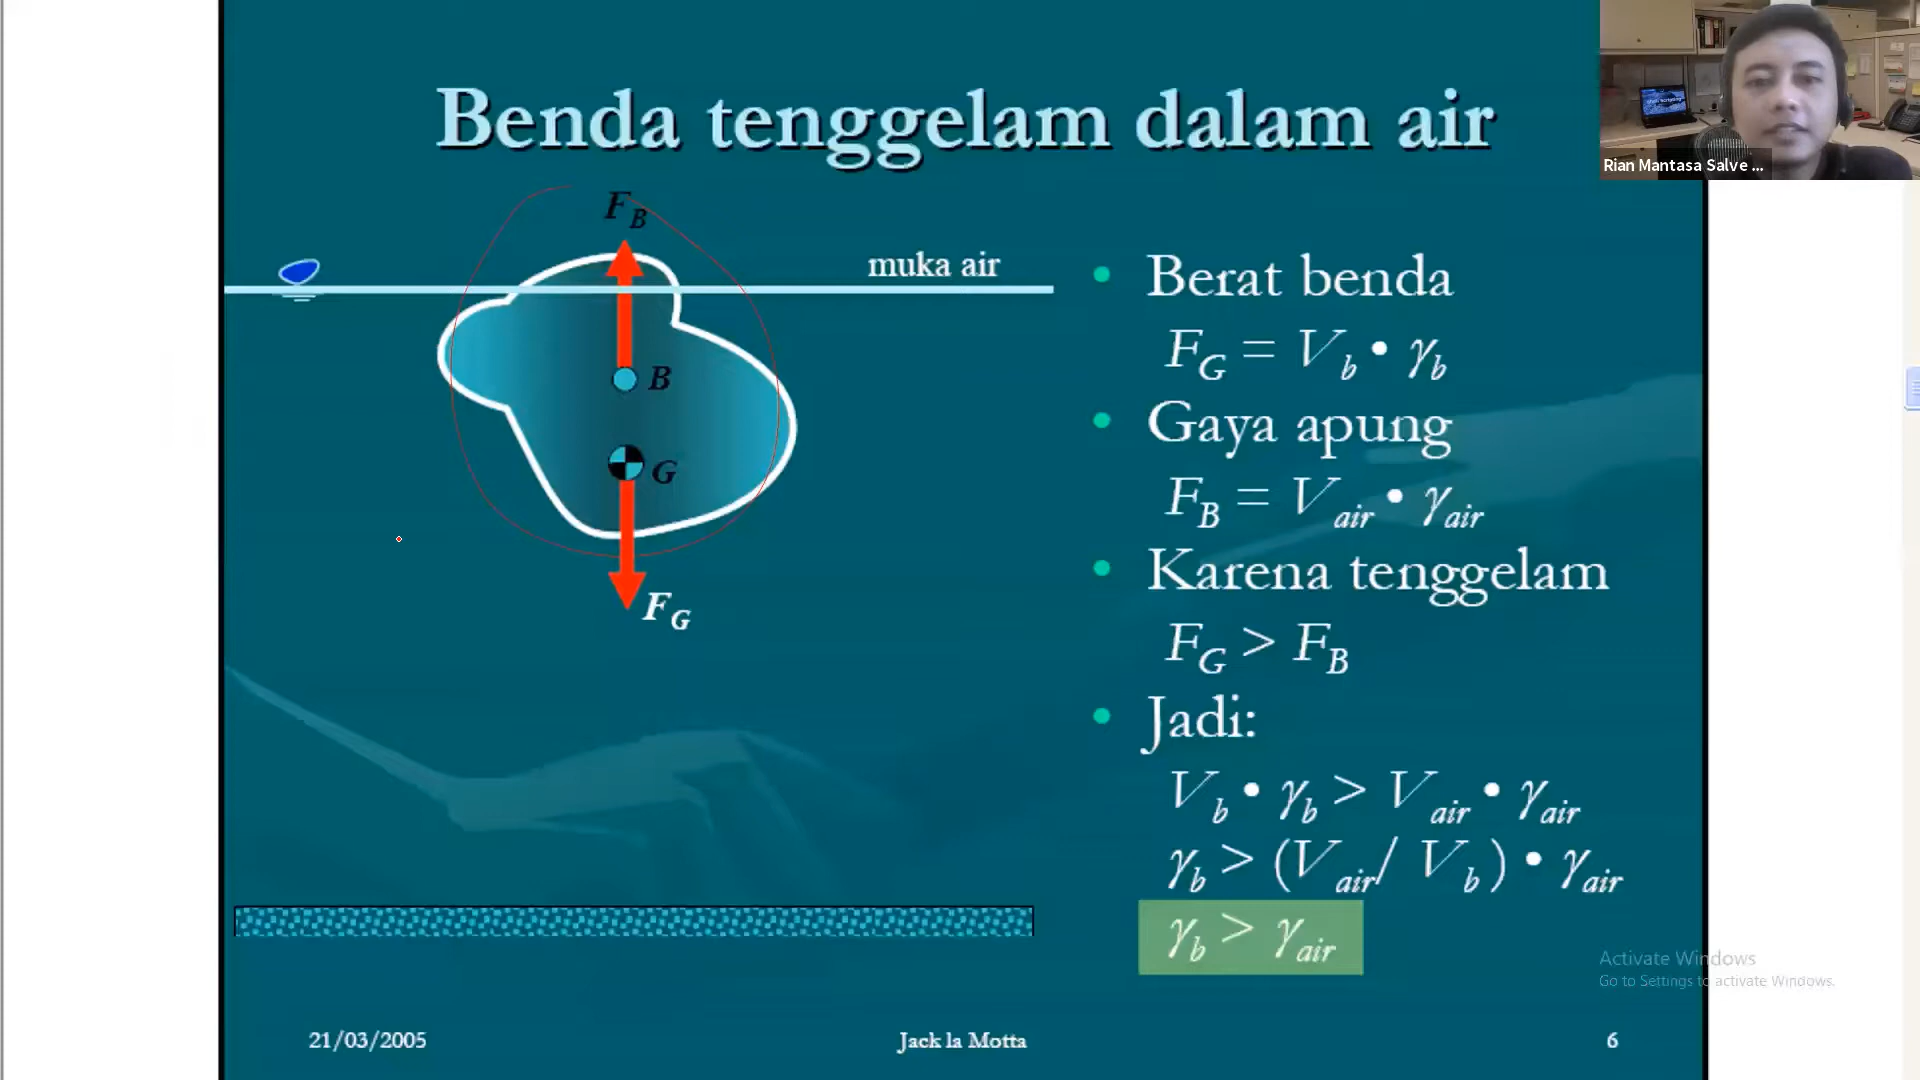 Benda tenggelam dalam air
Rian Mantasa Salve ...
F_B
muka air
B
G
F_G
• Berat benda
F_G = V_b • γ_b
• Gaya apung
F_B = V_air • γ_air
• Karena tenggelam
F_G > F_B
• Jadi:
V_b • γ_b > V_air • γ_air
γ_b > (V_air / V_b) • γ_air
γ_b > γ_air
Activate Windows
Go to Settings to activate Windows.
21/03/2005
Jack la Motta
6